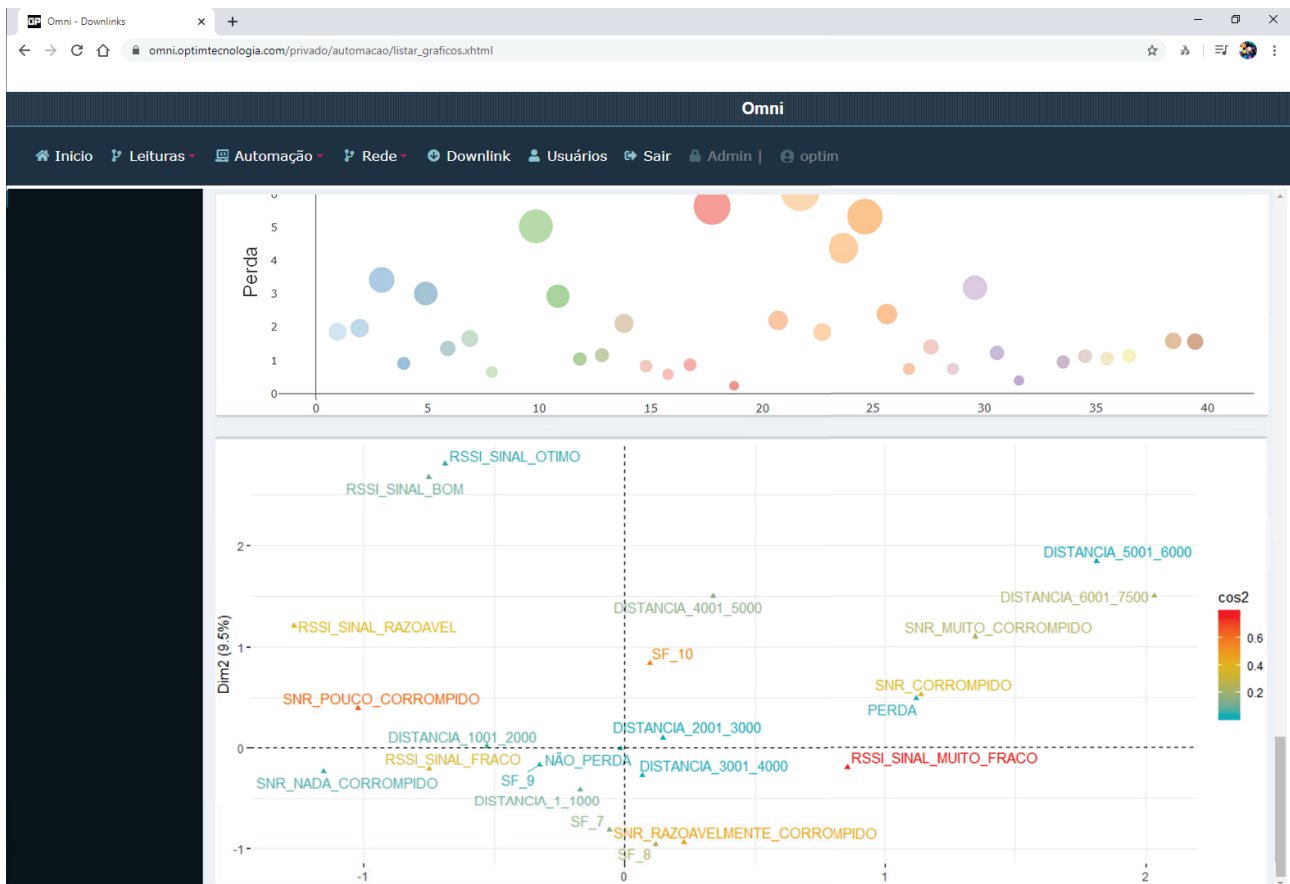 Omni - Downlinks
omni.optimtecnologia.com/privado/automacao/listar_graficos.xhtml
Omni
Inicio Leituras Automação Rede Downlink Usuários Sair Admin | optim
Perda
6
5
4
3
2
1
0
0 5 10 15 20 25 30 35 40
RSSI_SINAL_OTIMO
RSSI_SINAL_BOM
2
DISTANCIA_5001_6000
DISTANCIA_6001_7500
cos2
DISTANCIA_4001_5000
RSSI_SINAL_RAZOAVEL
SNR_MUITO_CORROMPIDO
0.6
1
Dim2 (9.5%)
SF_10
0.4
SNR_CORROMPIDO
SNR_POUCO_CORROMPIDO
0.2
PERDA
DISTANCIA_2001_3000
DISTANCIA_1001_2000
0
RSSI_SINAL_FRACO
NÃO_PERDA
DISTANCIA_3001_4000
RSSI_SINAL_MUITO_FRACO
SNR_NADA_CORROMPIDO
SF_9
DISTANCIA_1_1000
SF_7
SNR_RAZOAVELMENTE_CORROMPIDO
-1
SF_8
-1 0 1 2